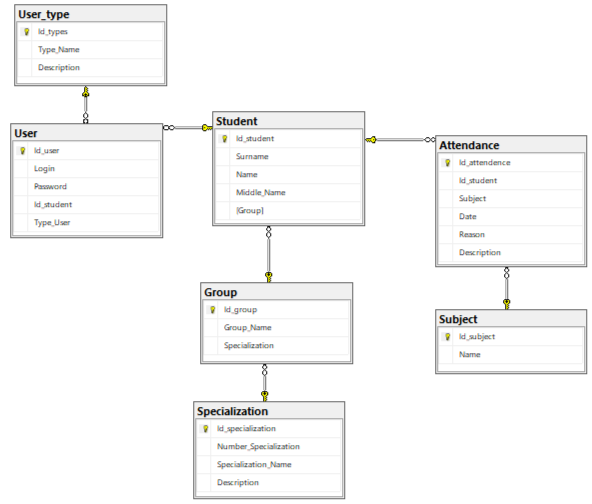 User_type
Id_types
Type_Name
Description
User
Id_user
Login
Password
Id_student
Type_User
Student
Id_student
Surname
Name
Middle_Name
[Group]
Attendance
Id_attendence
Id_student
Subject
Date
Reason
Description
Group
Id_group
Group_Name
Specialization
Subject
Id_subject
Name
Specialization
Id_specialization
Number_Specialization
Specialization_Name
Description